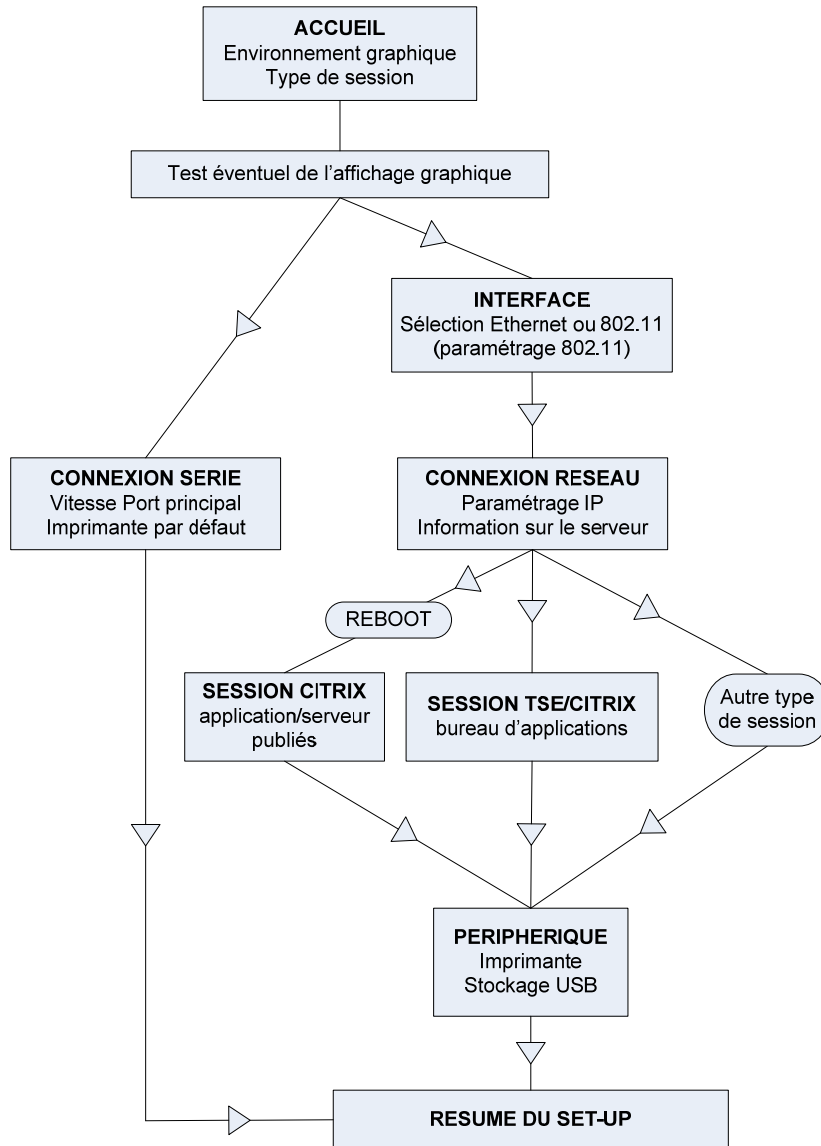 ACCUEIL
Environnement graphique
Type de session
Test éventuel de l'affichage graphique
INTERFACE
Sélection Ethernet ou 802.11
(paramétrage 802.11)
CONNEXION SERIE
Vitesse Port principal
Imprimante par défaut
CONNEXION RESEAU
Paramétrage IP
Information sur le serveur
REBOOT
SESSION CITRIX
application/serveur
publiés
SESSION TSE/CITRIX
bureau d'applications
Autre type
de session
PERIPHERIQUE
Imprimante
Stockage USB
RESUME DU SET-UP